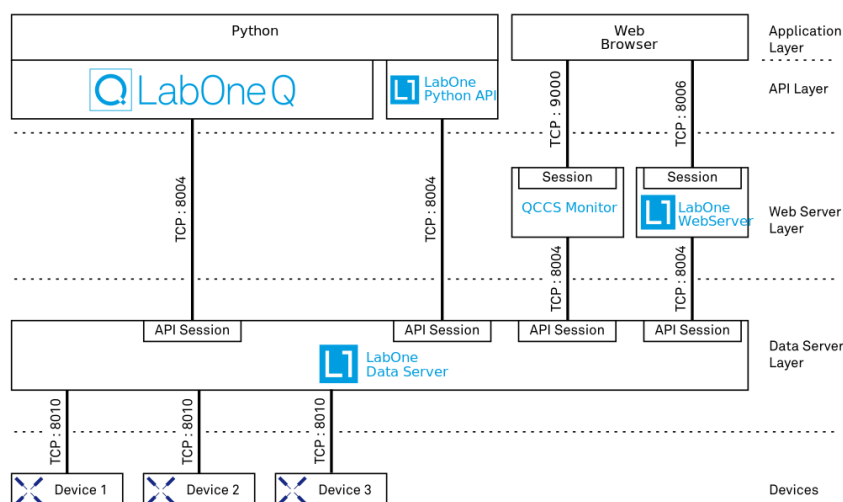 Python
Web
Browser
Application
Layer
LabOne Q
LabOne
Python API
TCP : 9000
TCP : 8006
API Layer
TCP : 8004
TCP : 8004
Session
Session
QCCS Monitor
LabOne
WebServer
Web Server
Layer
TCP : 8004
TCP : 8004
API Session
API Session
API Session
API Session
LabOne
Data Server
Data Server
Layer
TCP : 8010
TCP : 8010
TCP : 8010
Device 1
Device 2
Device 3
Devices